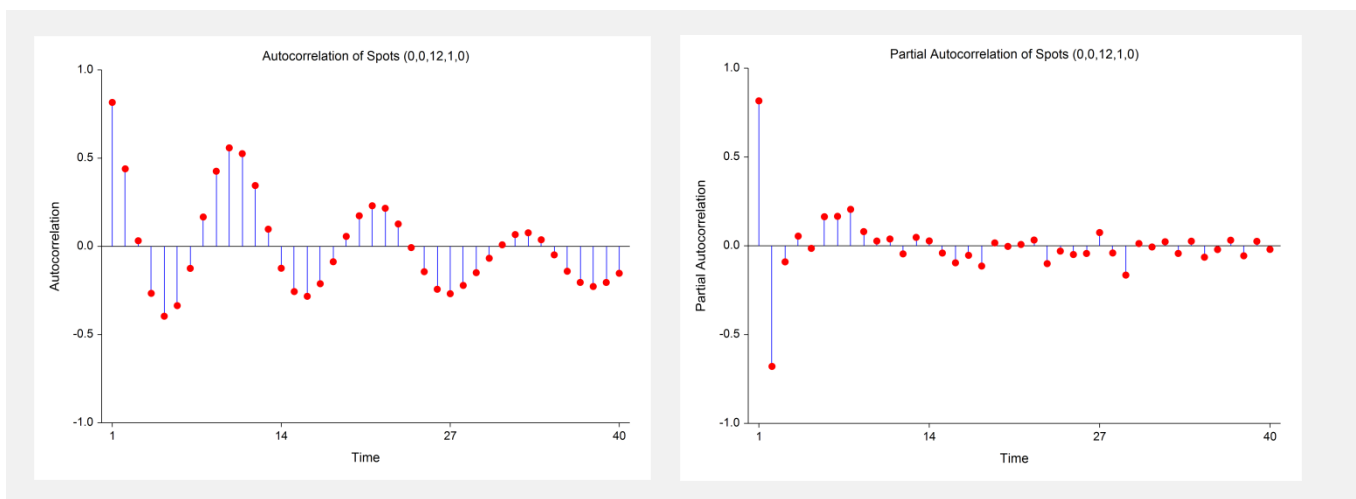 Autocorrelation of Spots (0,0,12,1,0)
1.0
0.5
0.0
-0.5
-1.0
Autocorrelation
1 14 27 40
Time
Partial Autocorrelation of Spots (0,0,12,1,0)
1.0
0.5
0.0
-0.5
-1.0
Partial Autocorrelation
1 14 27 40
Time